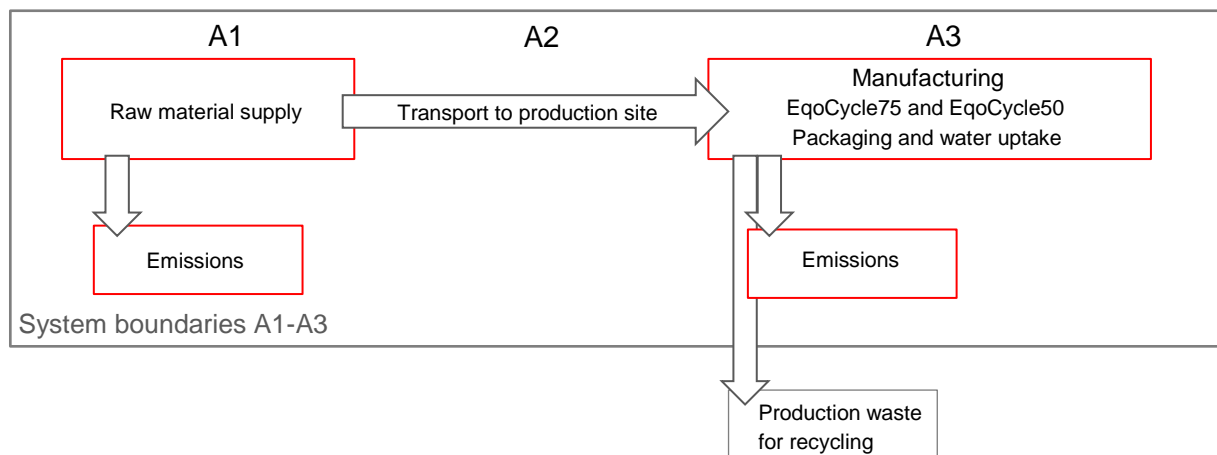 A1
A2
A3
Raw material supply
Transport to production site
Manufacturing
EqoCycle75 and EqoCycle50
Packaging and water uptake
Emissions
Emissions
System boundaries A1-A3
Production waste
for recycling